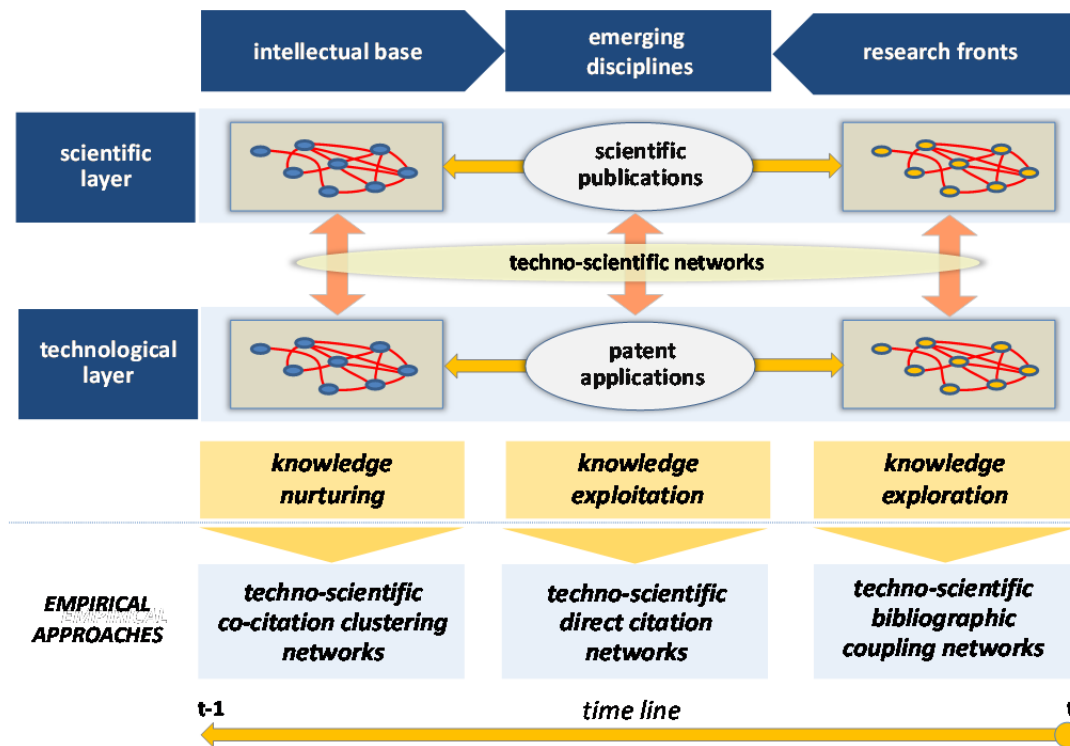 intellectual base
emerging
disciplines
research fronts
scientific
layer
scientific
publications
techno-scientific networks
technological
layer
patent
applications
knowledge
nurturing
knowledge
exploitation
knowledge
exploration
EMPIRICAL
APPROACHES
techno-scientific
co-citation clustering
networks
techno-scientific
direct citation
networks
techno-scientific
bibliographic
coupling networks
t-1
time line
t